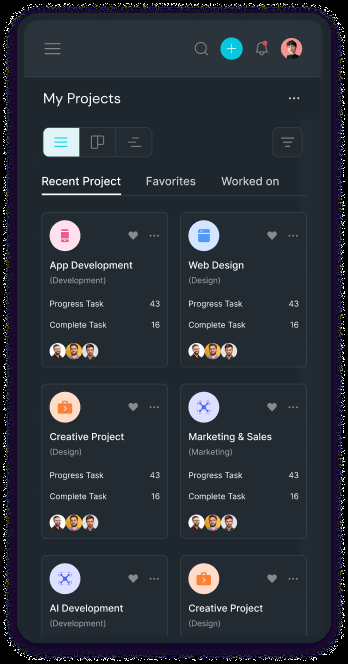 My Projects
Recent Project Favorites Worked on
App Development
(Development)
Progress Task 43
Complete Task 16
Web Design
(Design)
Progress Task 43
Complete Task 16
Creative Project
(Design)
Progress Task 43
Complete Task 16
Marketing & Sales
(Marketing)
Progress Task 43
Complete Task 16
AI Development
(Development)
Creative Project
(Design)